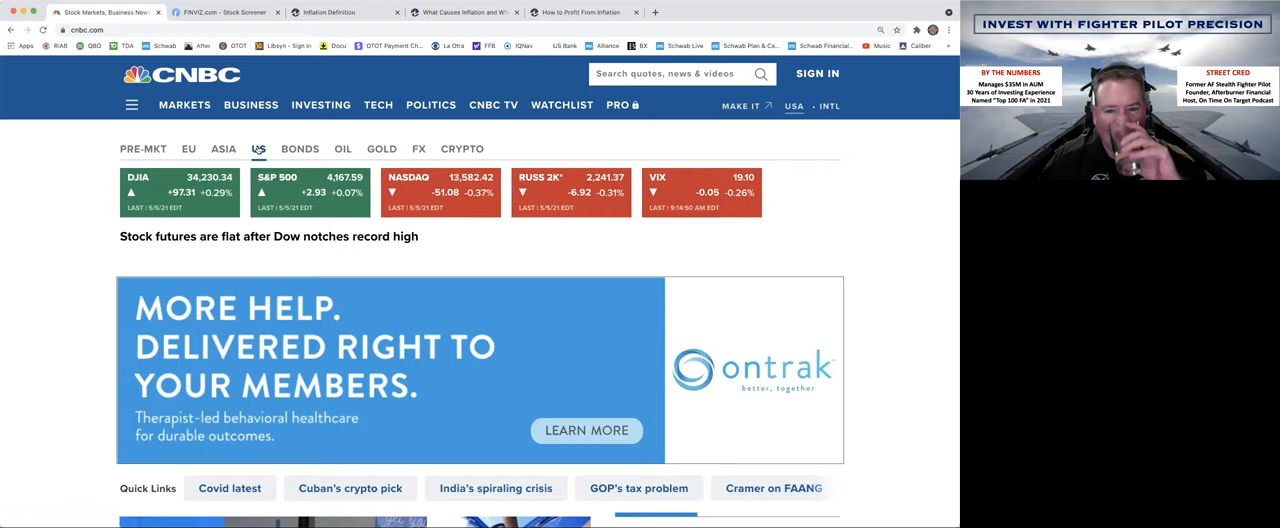 Stock Markets, Business New
FINVIZ.com - Stock Screener
Inflation Definition
What Causes Inflation and Wh
How to Profit From Inflation
cnbc.com
Apps RIAB QBO TDA Schwab After OTOT Libsyn - Sign In Docu OTOT Payment Ch... La Otra FFB IQNav US Bank Alliance BX Schwab Live Schwab Plan & Ca... Schwab Financial... Music Caliber
CNBC
Search quotes, news & videos
SIGN IN
MARKETS BUSINESS INVESTING TECH POLITICS CNBC TV WATCHLIST PRO MAKE IT USA • INTL
PRE-MKT EU ASIA US BONDS OIL GOLD FX CRYPTO
DJIA 34,230.34
+97.31 +0.29%
LAST | 5/5/21 EDT
S&P 500 4,167.59
+2.93 +0.07%
LAST | 5/5/21 EDT
NASDAQ 13,582.42
-51.08 -0.37%
LAST | 5/5/21 EDT
RUSS 2K* 2,241.37
-6.92 -0.31%
LAST | 5/5/21 EDT
VIX 19.10
-0.05 -0.26%
LAST | 9:14:50 AM EDT
Stock futures are flat after Dow notches record high
MORE HELP.
DELIVERED RIGHT TO
YOUR MEMBERS.
Therapist-led behavioral healthcare
for durable outcomes.
LEARN MORE
ontrak
better, together
Quick Links Covid latest Cuban's crypto pick India's spiraling crisis GOP's tax problem Cramer on FAANG
INVEST WITH FIGHTER PILOT PRECISION
BY THE NUMBERS
Manages $35M in AUM
30 Years of Investing Experience
Named "Top 100 FA" in 2021
STREET CRED
Former AF Stealth Fighter Pilot
Founder, Afterburner Financial
Host, On Time On Target Podcast